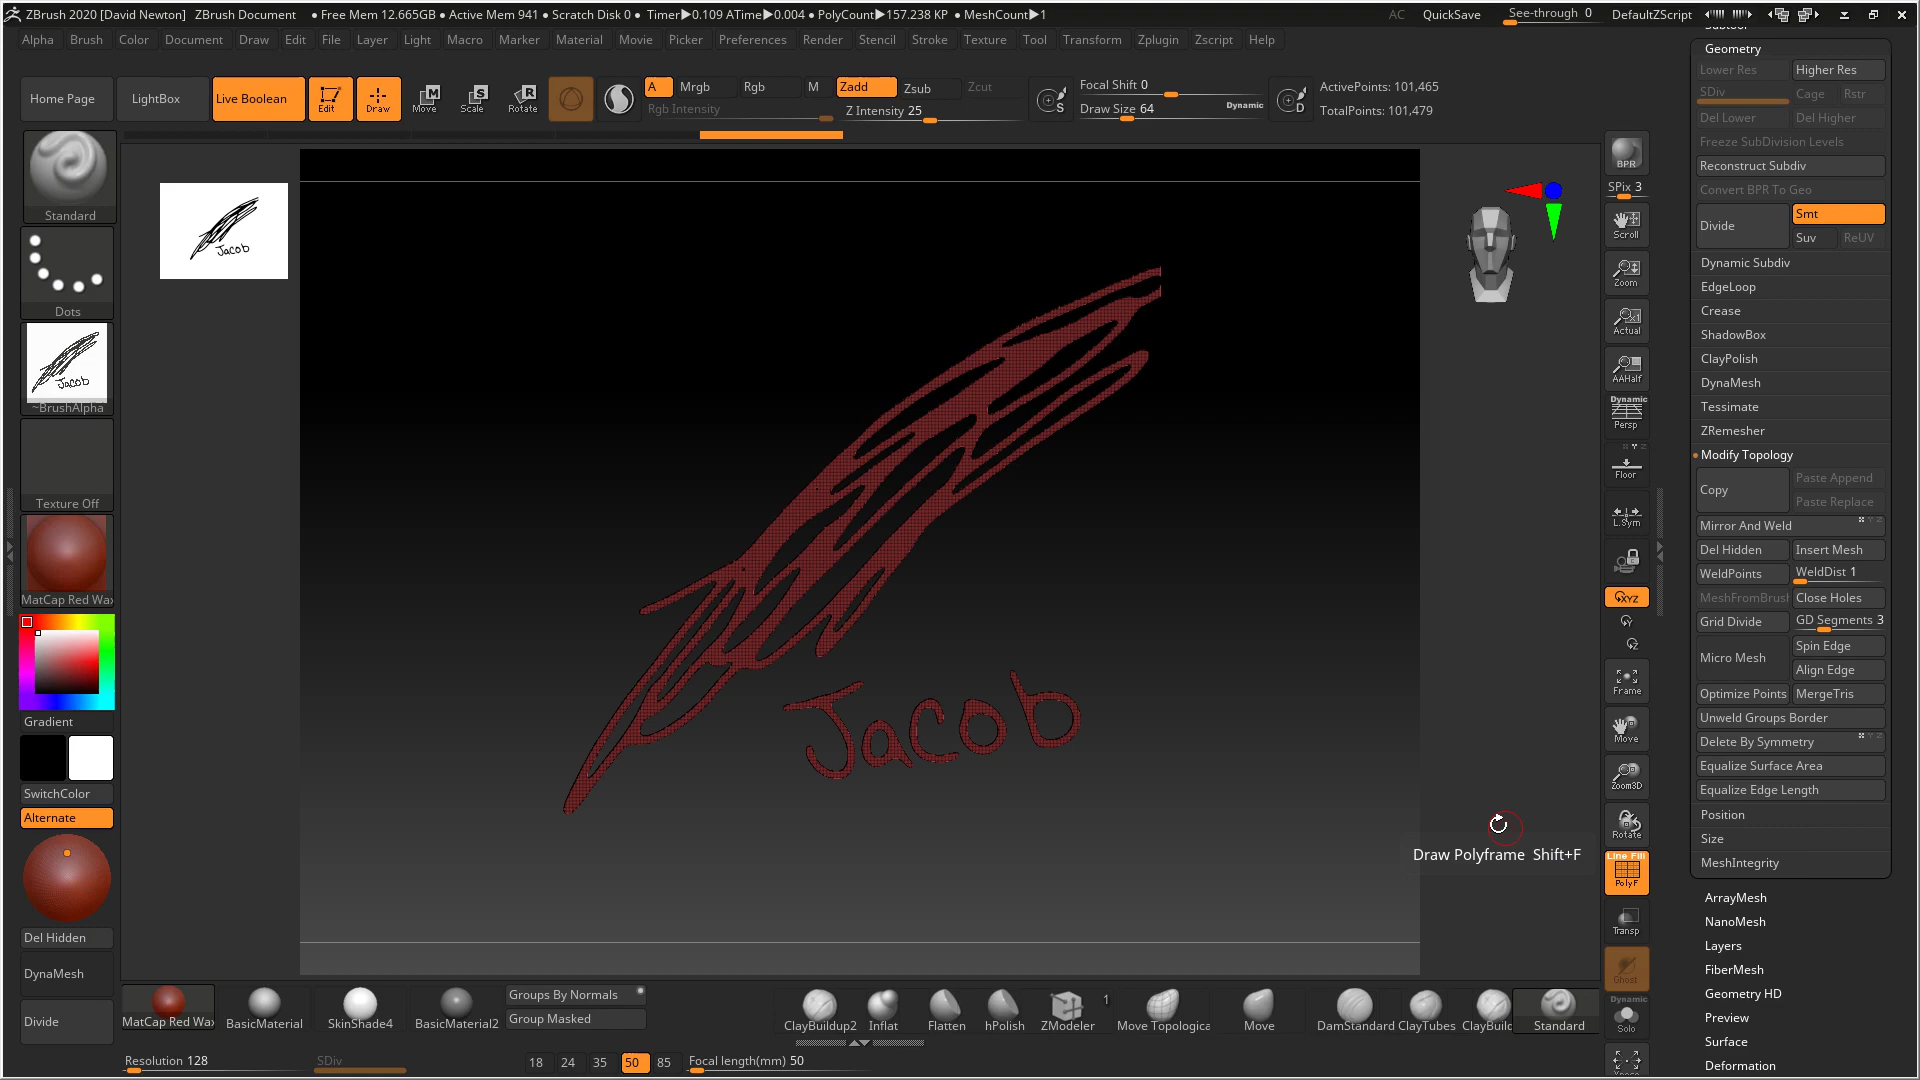 ZBrush 2020 [David Newton] ZBrush Document • Free Mem 12.665GB • Active Mem 941 • Scratch Disk 0 • Timer▶0.109 ATime▶0.004 • PolyCount▶157.238 KP • MeshCount▶1 AC QuickSave See-through 0 DefaultZScript
Alpha Brush Color Document Draw Edit File Layer Light Macro Marker Material Movie Picker Preferences Render Stencil Stroke Texture Tool Transform Zplugin Zscript Help
Home Page LightBox Live Boolean Edit Draw Move Scale Rotate
A Mrgb Rgb M Zadd Zsub Zcut
Rgb Intensity Z Intensity 25
Focal Shift 0
Draw Size 64 Dynamic
S D
ActivePoints: 101,465
TotalPoints: 101,479
Standard
Dots
Jacob
~BrushAlpha
Texture Off
MatCap Red Wax
Gradient
SwitchColor
Alternate
Del Hidden
DynaMesh
Divide
Jacob
Jacob
Draw Polyframe Shift+F
BPR
SPix 3
Scroll
Zoom
Actual
AAHalf
Dynamic
Persp
Floor
L.Sym
XYZ
Frame
Move
Zoom3D
Rotate
Line Fill
PolyF
Transp
Ghost
Dynamic
Solo
Xpose
Geometry
Lower Res Higher Res
SDiv Cage Rstr
Del Lower Del Higher
Freeze SubDivision Levels
Reconstruct Subdiv
Convert BPR To Geo
Divide Smt
Suv ReUV
Dynamic Subdiv
EdgeLoop
Crease
ShadowBox
ClayPolish
DynaMesh
Tessimate
ZRemesher
Modify Topology
Copy Paste Append
Paste Replace
Mirror And Weld
Del Hidden Insert Mesh
WeldPoints WeldDist 1
MeshFromBrush Close Holes
Grid Divide GD Segments 3
Micro Mesh Spin Edge
Align Edge
Optimize Points MergeTris
Unweld Groups Border
Delete By Symmetry
Equalize Surface Area
Equalize Edge Length
Position
Size
MeshIntegrity
ArrayMesh
NanoMesh
Layers
FiberMesh
Geometry HD
Preview
Surface
Deformation
MatCap Red Wax BasicMaterial SkinShade4 BasicMaterial2
Groups By Normals
Group Masked
ClayBuildup2 Inflat Flatten hPolish ZModeler 1 Move Topologica Move DamStandard ClayTubes ClayBuild Standard
Resolution 128 SDiv 18 24 35 50 85 Focal length(mm) 50